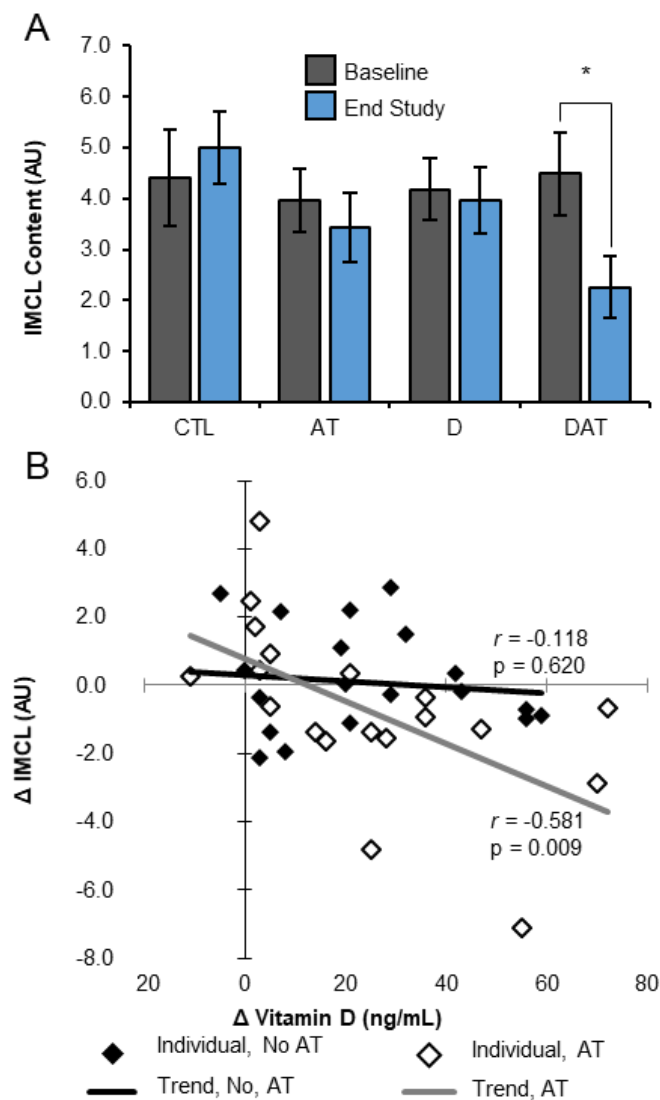 A
7.0
6.0
5.0
4.0
3.0
2.0
1.0
0.0
IMCL Content (AU)
Baseline
End Study
*
CTL AT D DAT
B
6.0
4.0
2.0
0.0
-2.0
-4.0
-6.0
-8.0
Δ IMCL (AU)
r = -0.118
p = 0.620
r = -0.581
p = 0.009
20 0 20 40 60 80
Δ Vitamin D (ng/mL)
Individual, No AT Individual, AT
Trend, No, AT Trend, AT